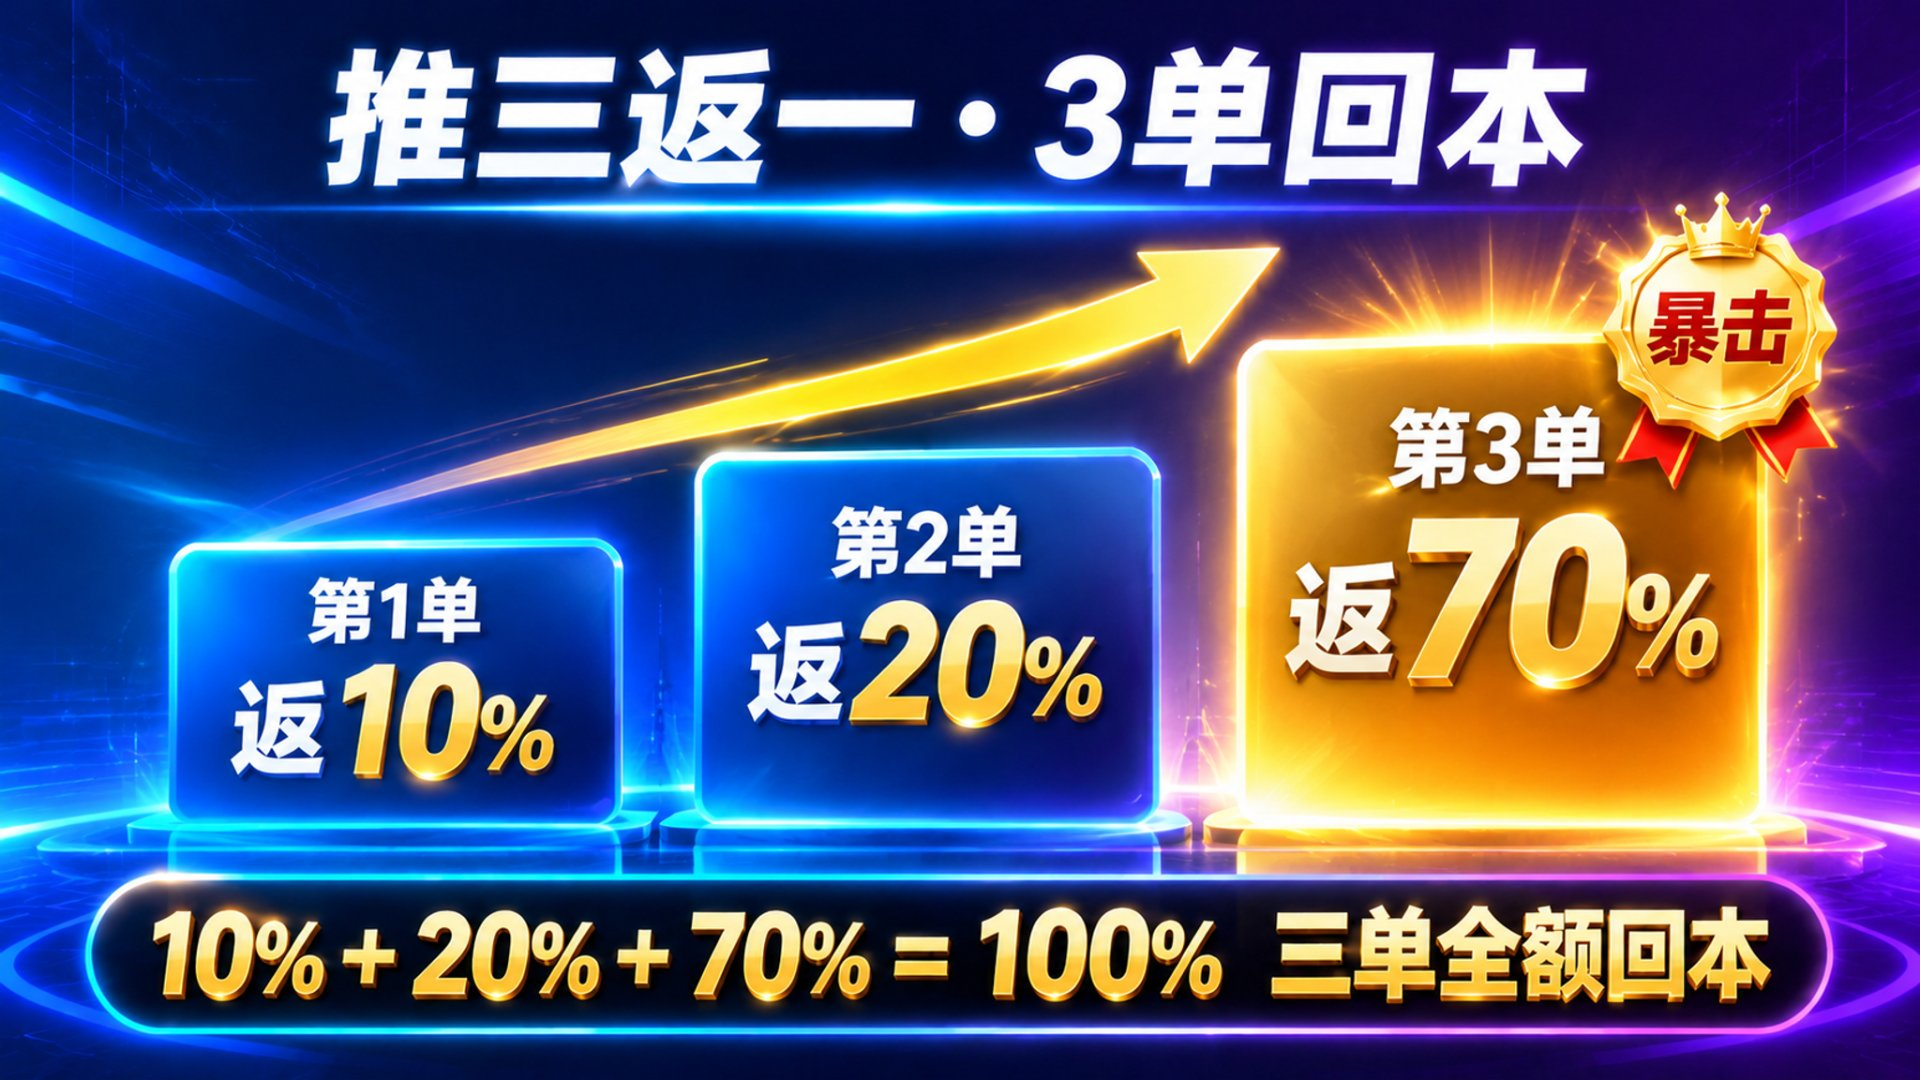 推三返一·3单回本
暴击
第1单
返10%
第2单
返20%
第3单
返70%
10%+20%+70%=100% 三单全额回本